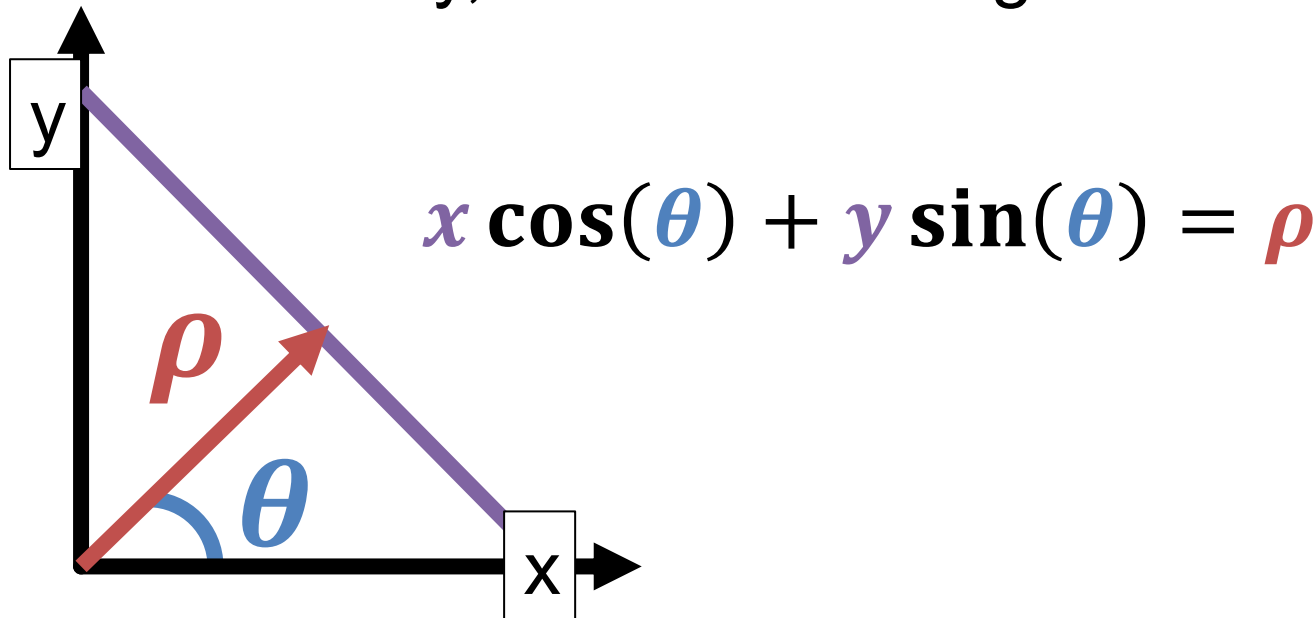 y
x cos(θ) + y sin(θ) = ρ
ρ
θ
x